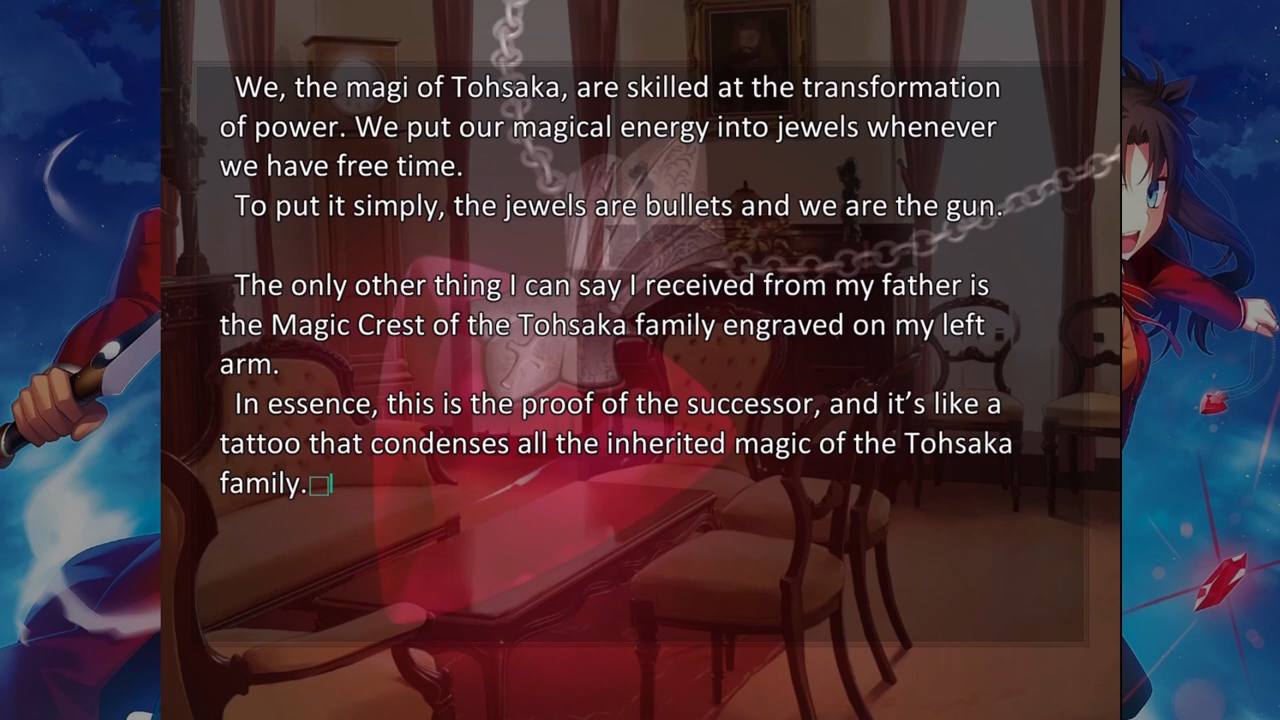 We, the magi of Tohsaka, are skilled at the transformation
of power. We put our magical energy into jewels whenever
we have free time.
To put it simply, the jewels are bullets and we are the gun.
The only other thing I can say I received from my father is
the Magic Crest of the Tohsaka family engraved on my left
arm.
In essence, this is the proof of the successor, and it’s like a
tattoo that condenses all the inherited magic of the Tohsaka
family.